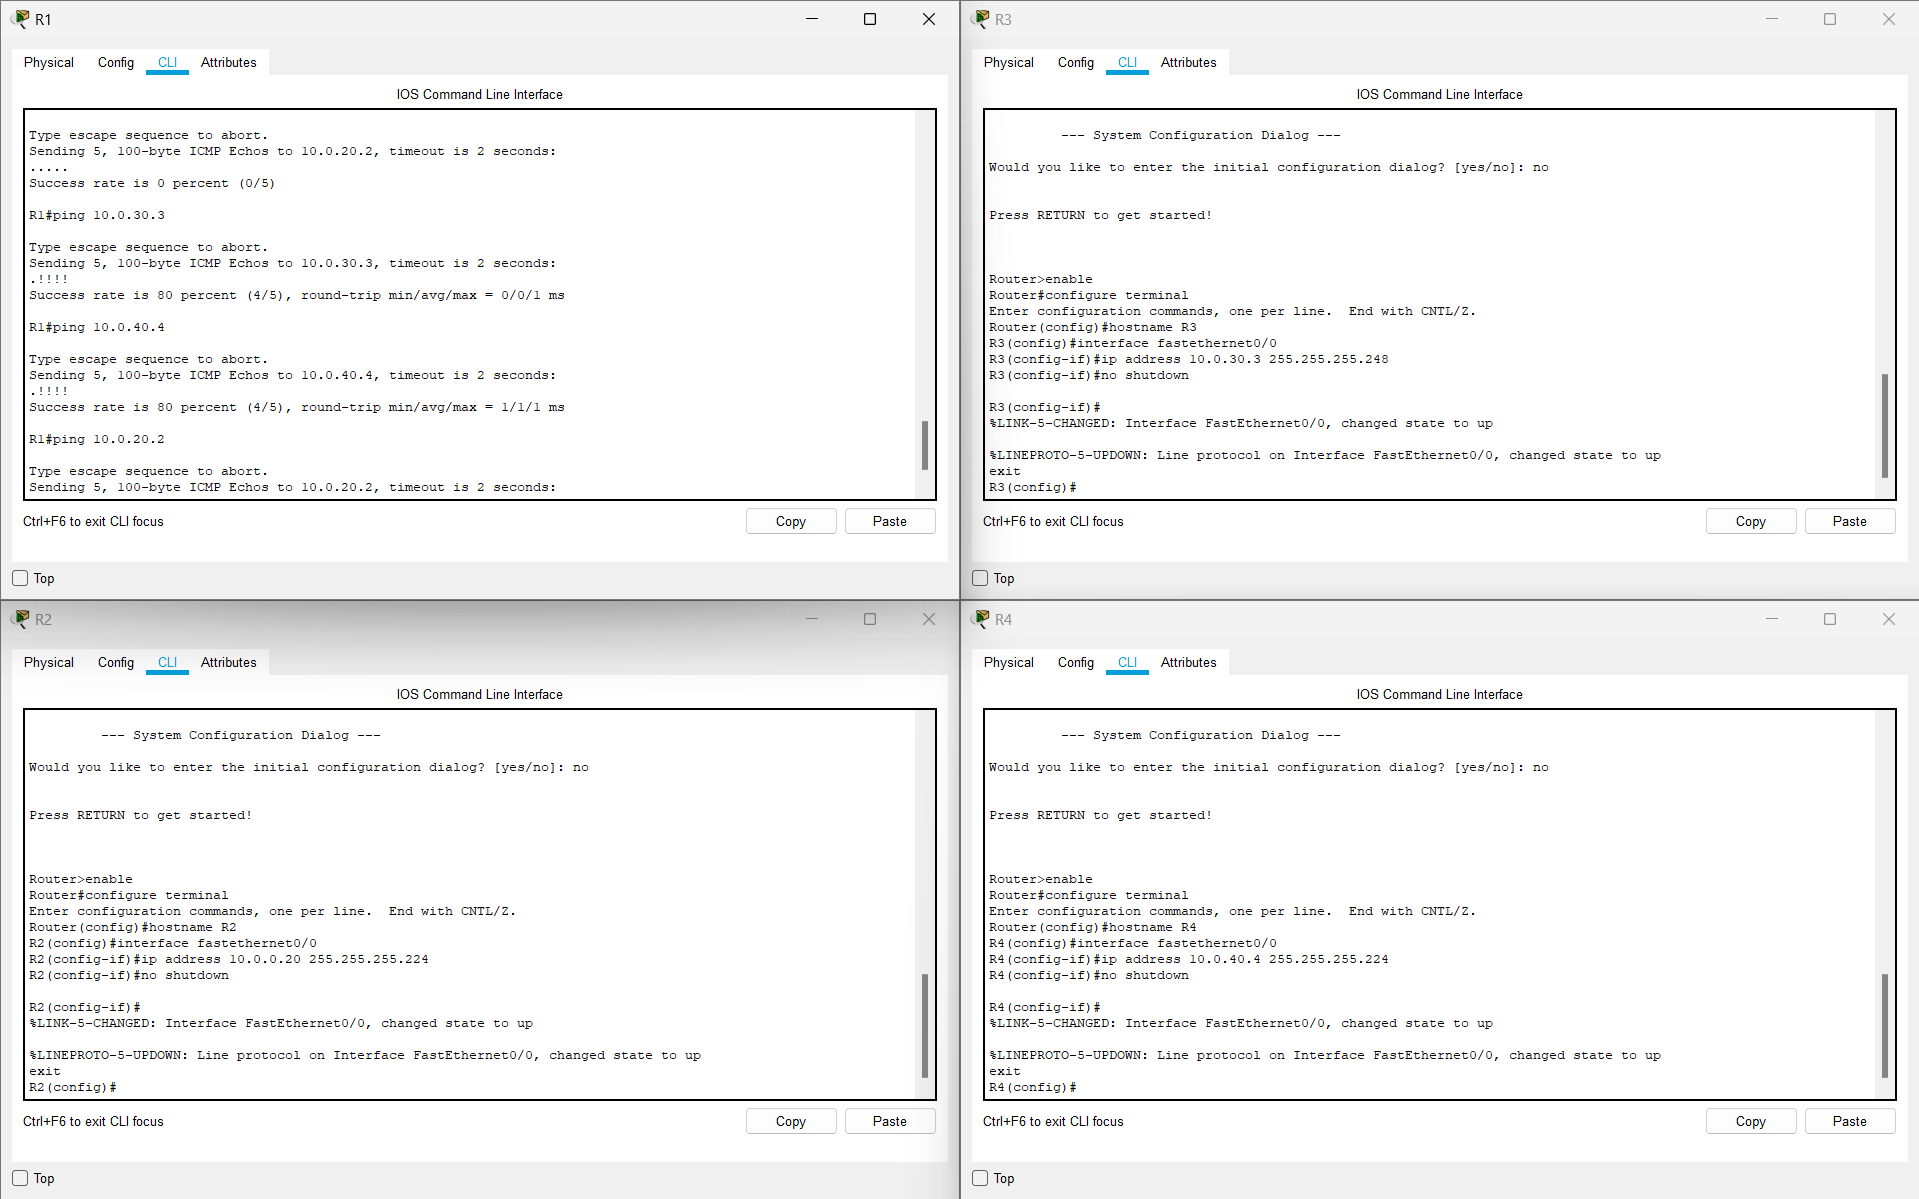 R1
Physical Config CLI Attributes
IOS Command Line Interface
Type escape sequence to abort.
Sending 5, 100-byte ICMP Echos to 10.0.20.2, timeout is 2 seconds:
.....
Success rate is 0 percent (0/5)
R1#ping 10.0.30.3
Type escape sequence to abort.
Sending 5, 100-byte ICMP Echos to 10.0.30.3, timeout is 2 seconds:
.!!!!
Success rate is 80 percent (4/5), round-trip min/avg/max = 0/0/1 ms
R1#ping 10.0.40.4
Type escape sequence to abort.
Sending 5, 100-byte ICMP Echos to 10.0.40.4, timeout is 2 seconds:
.!!!!
Success rate is 80 percent (4/5), round-trip min/avg/max = 1/1/1 ms
R1#ping 10.0.20.2
Type escape sequence to abort.
Sending 5, 100-byte ICMP Echos to 10.0.20.2, timeout is 2 seconds:
Ctrl+F6 to exit CLI focus
Copy Paste
Top
R3
Physical Config CLI Attributes
IOS Command Line Interface
--- System Configuration Dialog ---
Would you like to enter the initial configuration dialog? [yes/no]: no
Press RETURN to get started!
Router>enable
Router#configure terminal
Enter configuration commands, one per line.  End with CNTL/Z.
Router(config)#hostname R3
R3(config)#interface fastethernet0/0
R3(config-if)#ip address 10.0.30.3 255.255.255.248
R3(config-if)#no shutdown
R3(config-if)#
%LINK-5-CHANGED: Interface FastEthernet0/0, changed state to up
%LINEPROTO-5-UPDOWN: Line protocol on Interface FastEthernet0/0, changed state to up
exit
R3(config)#
Ctrl+F6 to exit CLI focus
Copy Paste
Top
R2
Physical Config CLI Attributes
IOS Command Line Interface
--- System Configuration Dialog ---
Would you like to enter the initial configuration dialog? [yes/no]: no
Press RETURN to get started!
Router>enable
Router#configure terminal
Enter configuration commands, one per line.  End with CNTL/Z.
Router(config)#hostname R2
R2(config)#interface fastethernet0/0
R2(config-if)#ip address 10.0.0.20 255.255.255.224
R2(config-if)#no shutdown
R2(config-if)#
%LINK-5-CHANGED: Interface FastEthernet0/0, changed state to up
%LINEPROTO-5-UPDOWN: Line protocol on Interface FastEthernet0/0, changed state to up
exit
R2(config)#
Ctrl+F6 to exit CLI focus
Copy Paste
Top
R4
Physical Config CLI Attributes
IOS Command Line Interface
--- System Configuration Dialog ---
Would you like to enter the initial configuration dialog? [yes/no]: no
Press RETURN to get started!
Router>enable
Router#configure terminal
Enter configuration commands, one per line.  End with CNTL/Z.
Router(config)#hostname R4
R4(config)#interface fastethernet0/0
R4(config-if)#ip address 10.0.40.4 255.255.255.224
R4(config-if)#no shutdown
R4(config-if)#
%LINK-5-CHANGED: Interface FastEthernet0/0, changed state to up
%LINEPROTO-5-UPDOWN: Line protocol on Interface FastEthernet0/0, changed state to up
exit
R4(config)#
Ctrl+F6 to exit CLI focus
Copy Paste
Top